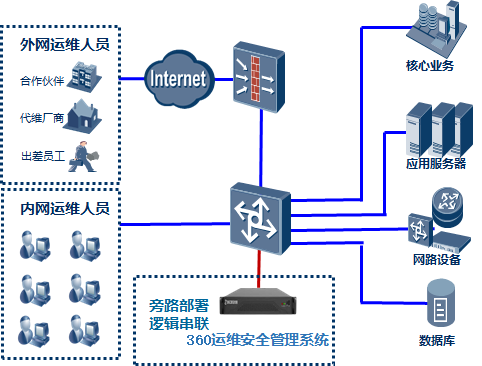 外网运维人员
合作伙伴
代维厂商
出差员工
Internet
核心业务
应用服务器
内网运维人员
网路设备
旁路部署
逻辑串联
360运维安全管理系统
数据库